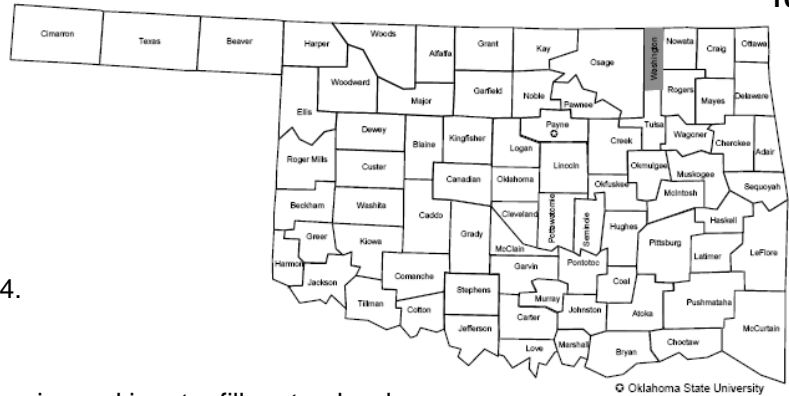 Cimarron
Texas
Beaver
Harper
Woods
Alfalfa
Grant
Kay
Osage
Washington
Nowata
Craig
Ottawa
Woodward
Major
Garfield
Noble
Pawnee
Rogers
Mayes
Delaware
Ellis
Dewey
Blaine
Kingfisher
Logan
Payne
Creek
Tulsa
Wagoner
Cherokee
Adair
Roger Mills
Custer
Canadian
Oklahoma
Lincoln
Okfuskee
Okmulgee
Muskogee
McIntosh
Sequoyah
Beckham
Washita
Caddo
Grady
Cleveland
Pottawatomie
Seminole
Hughes
Pittsburg
Haskell
Latimer
LeFlore
Greer
Kiowa
McClain
Harmon
Jackson
Comanche
Garvin
Pontotoc
Coal
4.
Tillman
Cotton
Stephens
Murray
Carter
Johnston
Atoka
Pushmataha
McCurtain
Jefferson
Love
Marshall
Bryan
Choctaw
Oklahoma State University